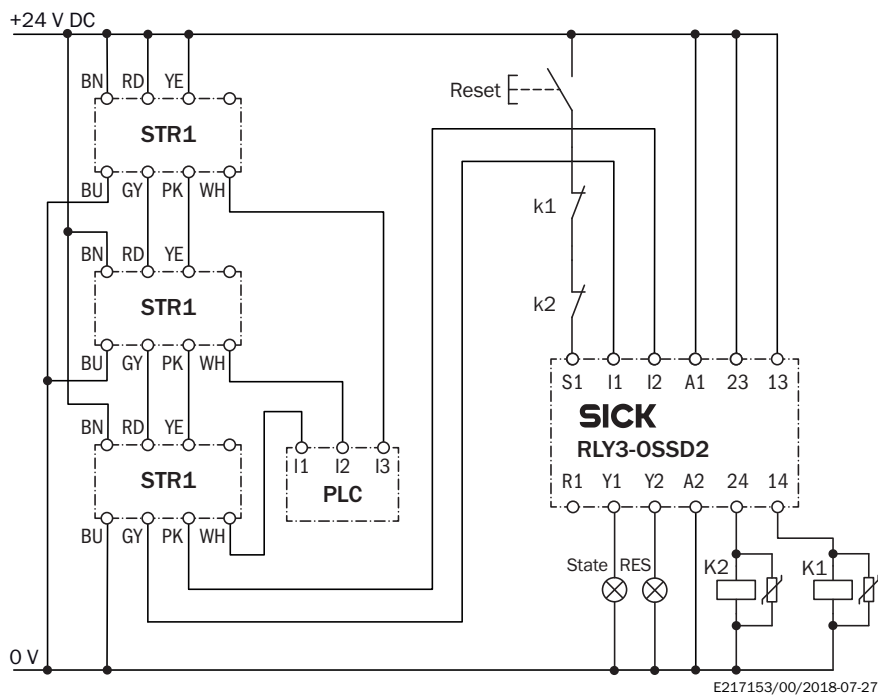 +24 V DC
BN RD YE
STR1
BU GY PK WH
BN RD YE
STR1
BU GY PK WH
BN RD YE
STR1
BU GY PK WH
I1 I2 I3
PLC
Reset
k1
k2
S1 I1 I2 A1 23 13
SICK
RLY3-OSSD2
R1 Y1 Y2 A2 24 14
State RES K2 K1
0 V
E217153/00/2018-07-27